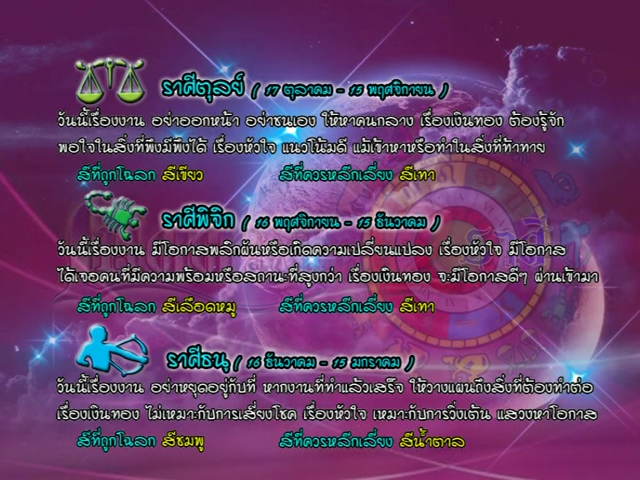 ราศีตุลย์ ( 17 ตุลาคม - 15 พฤศจิกายน )
วันนี้เรื่องงาน อย่าออกหน้า อย่าชนเอง ให้หาคนกลาง เรื่องเงินทอง ต้องรู้จัก
พอใจในสิ่งที่พึงมีพึงได้ เรื่องหัวใจ แนวโน้มดี แม้เจ้าหาหรือทำในสิ่งที่ท้าทาย
สีที่ถูกโฉลก สีเขียว สีที่ควรหลีกเลี่ยง สีเทา
ราศีพิจิก ( 16 พฤศจิกายน - 15 ธันวาคม )
วันนี้เรื่องงาน มีโอกาสพลิกผันหรือเกิดความเปลี่ยนแปลง เรื่องหัวใจ มีโอกาส
ได้เจอคนที่มีความพร้อมหรือสถานะที่สูงกว่า เรื่องเงินทอง จะมีโอกาสดีๆ ผ่านเข้ามา
สีที่ถูกโฉลก สีเลือดหมู สีที่ควรหลีกเลี่ยง สีเทา
ราศีธนู ( 16 ธันวาคม - 15 มกราคม )
วันนี้เรื่องงาน อย่าหยุดอยู่กับที่ หากงานที่ทำแล้วเสร็จ ให้วางแผนถึงสิ่งที่ต้องทำต่อ
เรื่องเงินทอง ไม่เหมาะกับการเสี่ยงโชค เรื่องหัวใจ เหมาะกับการวิ่งเต้น แสวงหาโอกาส
สีที่ถูกโฉลก สีชมพู สีที่ควรหลีกเลี่ยง สีน้ำตาล